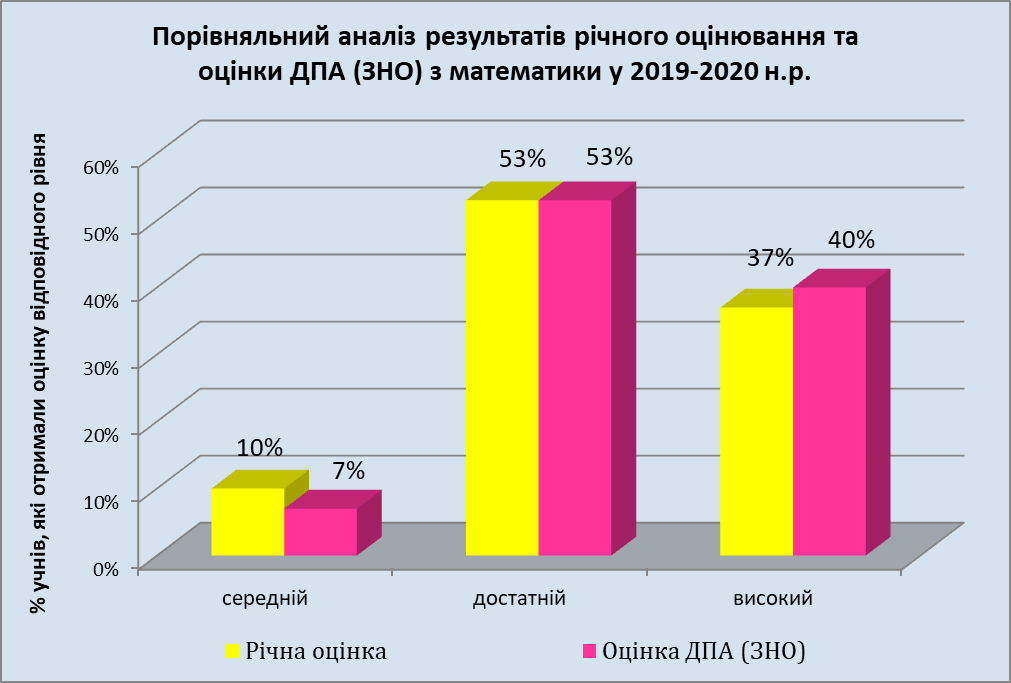 Порівняльний аналіз результатів річного оцінювання та
оцінки ДПА (ЗНО) з математики у 2019-2020 н.р.
% учнів, які отримали оцінку відповідного рівня
60%
50%
40%
30%
20%
10%
0%
10%
7%
53%
53%
37%
40%
середній
достатній
високий
Річна оцінка
Оцінка ДПА (ЗНО)